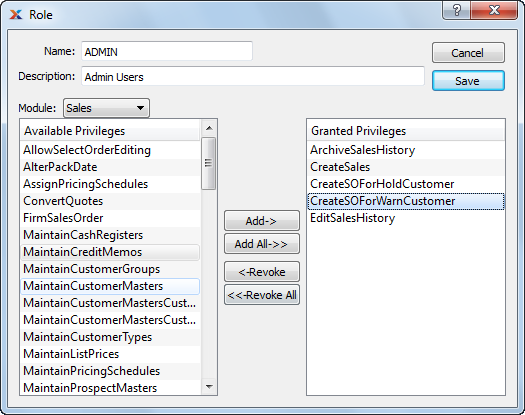 Role
Name: ADMIN
Cancel
Description: Admin Users
Save
Module: Sales
Available Privileges
AllowSelectOrderEditing
AlterPackDate
AssignPricingSchedules
ConvertQuotes
FirmSalesOrder
MaintainCashRegisters
MaintainCreditMemos
MaintainCustomerGroups
MaintainCustomerMasters
MaintainCustomerMastersCust...
MaintainCustomerMastersCust...
MaintainCustomerTypes
MaintainListPrices
MaintainPricingSchedules
MaintainProspectMasters
Add->
Add All->>
<-Revoke
<<-Revoke All
Granted Privileges
ArchiveSalesHistory
CreateSales
CreateSOForHoldCustomer
CreateSOForWarnCustomer
EditSalesHistory